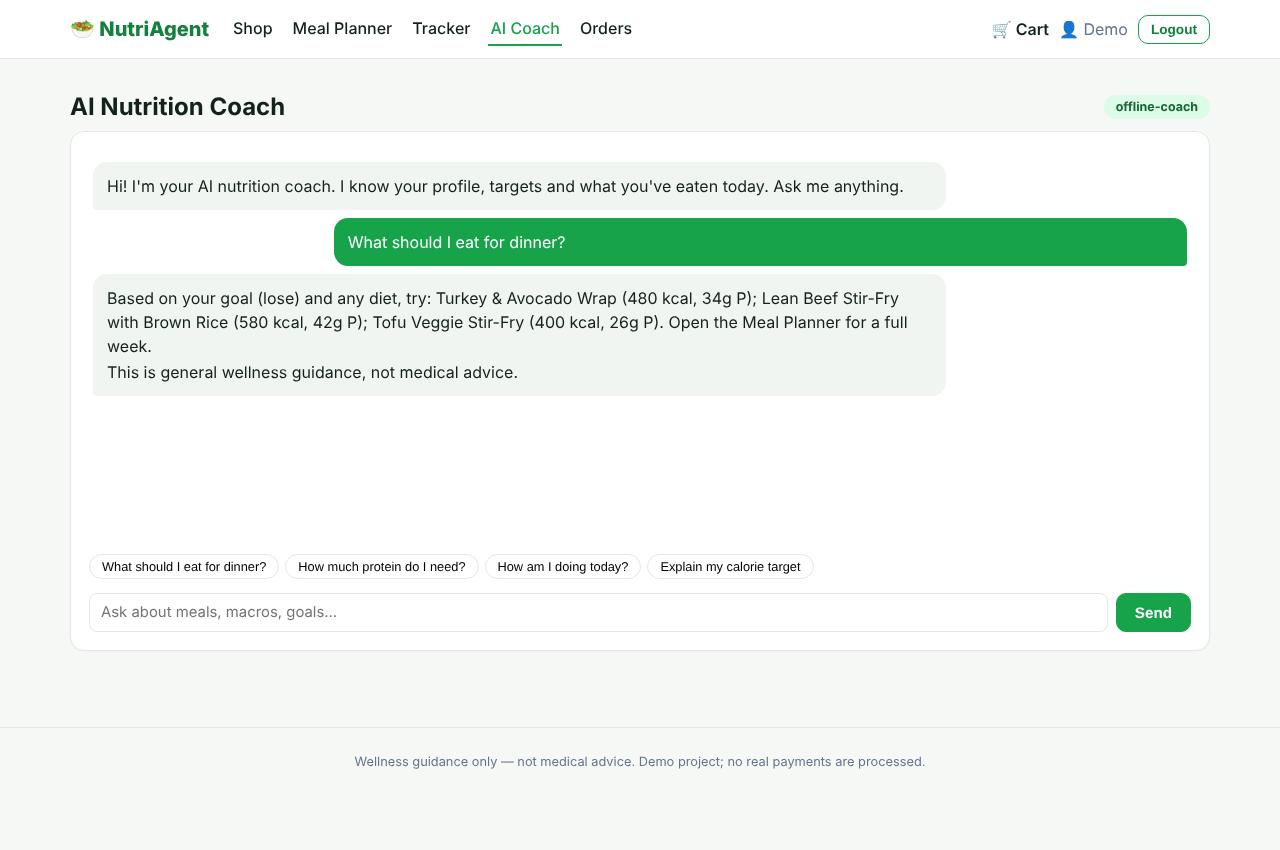 NutriAgent
Shop
Meal Planner
Tracker
AI Coach
Orders
Cart
Demo
Logout
AI Nutrition Coach
offline-coach
Hi! I'm your AI nutrition coach. I know your profile, targets and what you've eaten today. Ask me anything.
What should I eat for dinner?
Based on your goal (lose) and any diet, try: Turkey & Avocado Wrap (480 kcal, 34g P); Lean Beef Stir-Fry
with Brown Rice (580 kcal, 42g P); Tofu Veggie Stir-Fry (400 kcal, 26g P). Open the Meal Planner for a full
week.
This is general wellness guidance, not medical advice.
What should I eat for dinner?
How much protein do I need?
How am I doing today?
Explain my calorie target
Ask about meals, macros, goals...
Send
Wellness guidance only — not medical advice. Demo project; no real payments are processed.